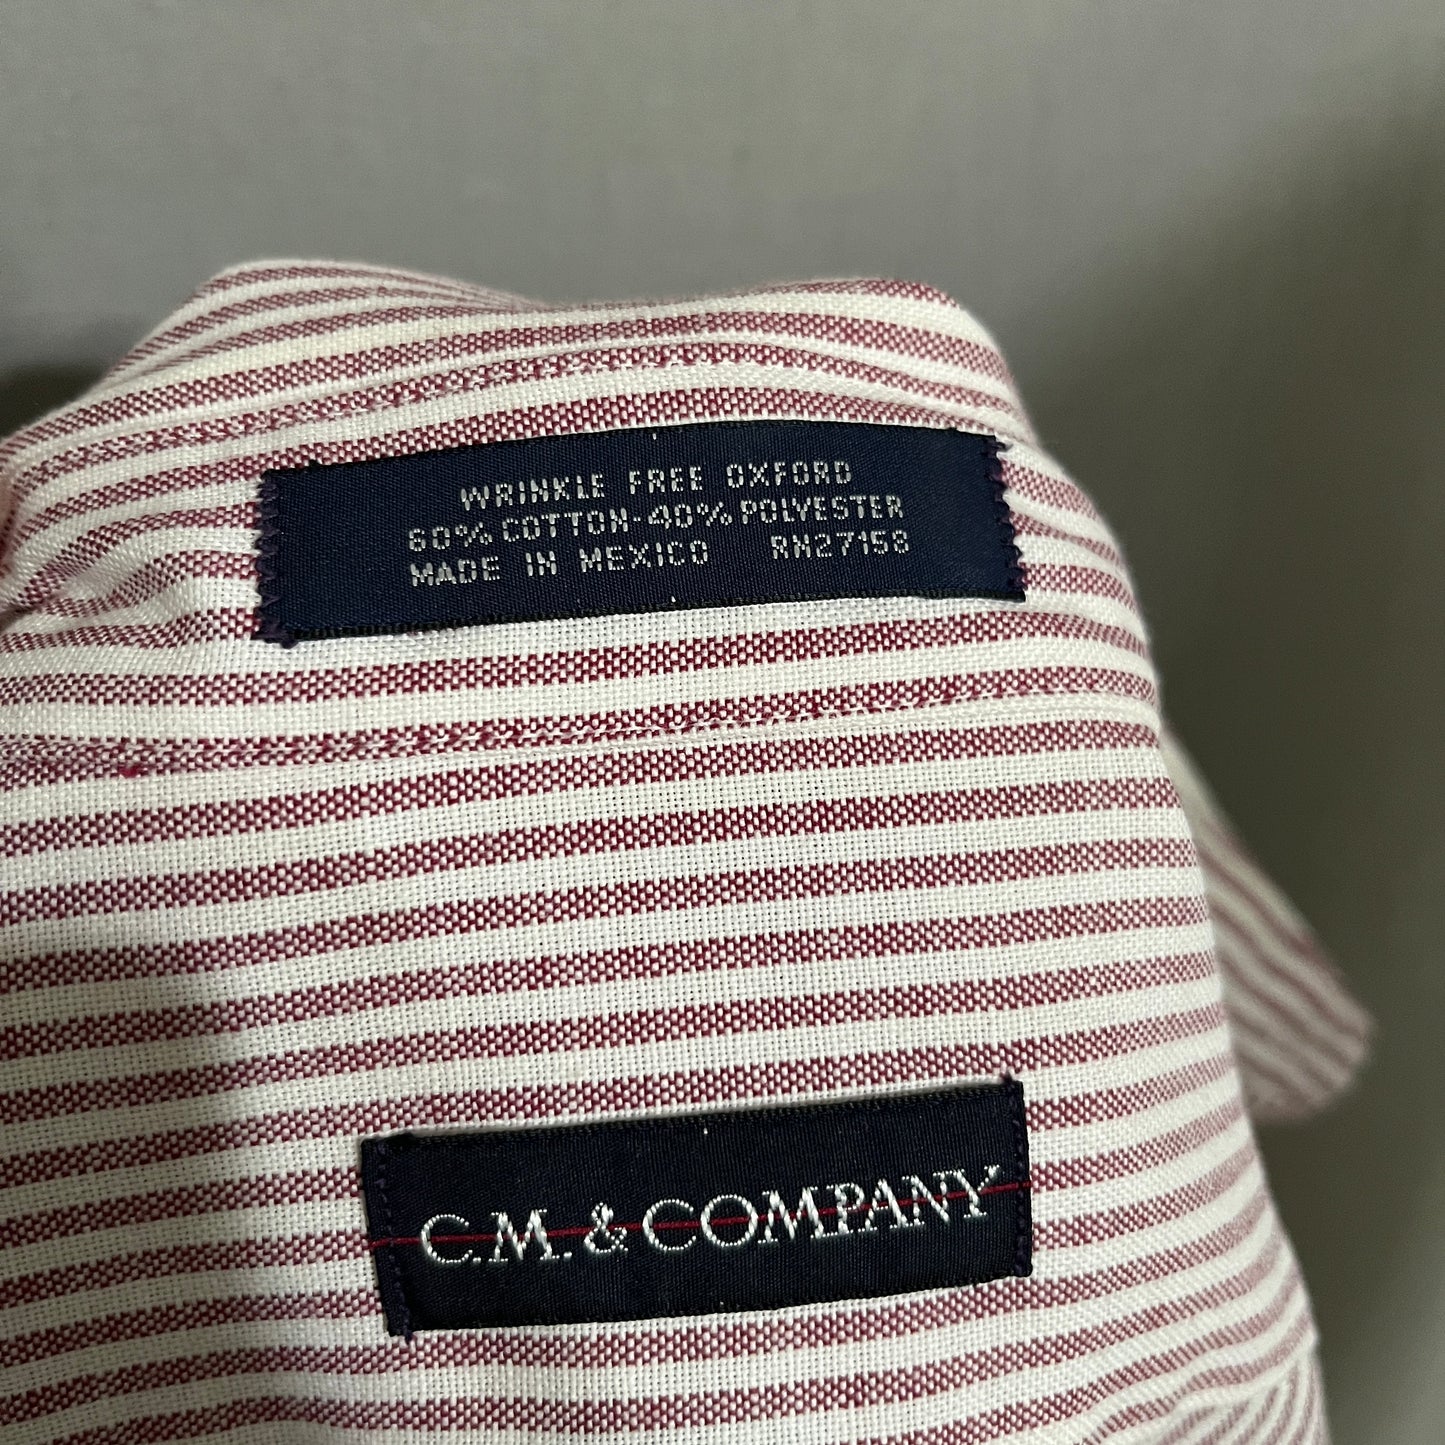 WRINKLE FREE OXFORD
60% COTTON-40% POLYESTER
MADE IN MEXICO RN27158
C.M. & COMPANY